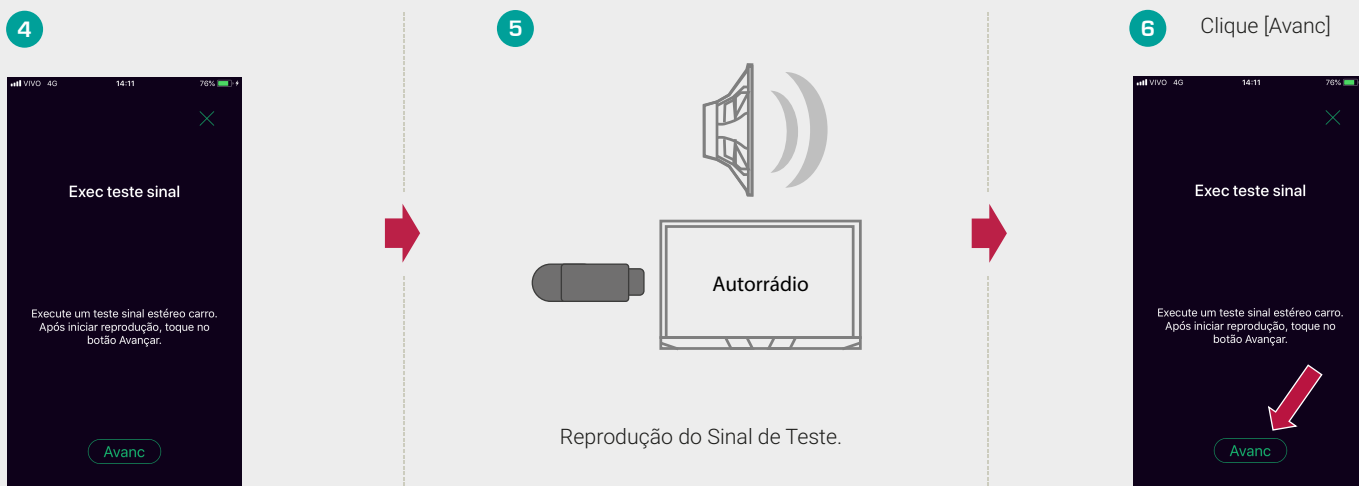 4
VIVO 4G 14:11 76%
Exec teste sinal
Execute um teste sinal estéreo carro.
Após iniciar reprodução, toque no
botão Avançar.
Avanc
5
Autorrádio
Reprodução do Sinal de Teste.
6 Clique [Avanc]
VIVO 4G 14:11 76%
Exec teste sinal
Execute um teste sinal estéreo carro.
Após iniciar reprodução, toque no
botão Avançar.
Avanc